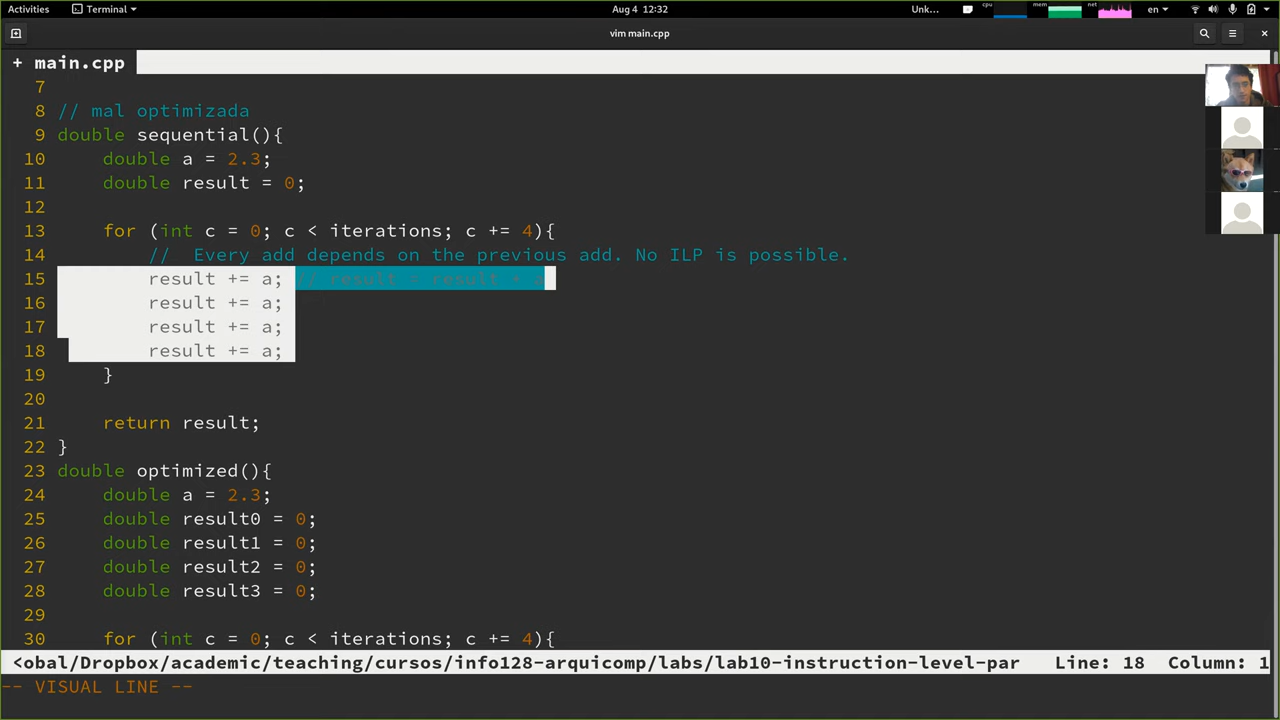 Activities Terminal Aug 4 12:32 Unk... cpu mem net en
vim main.cpp
+ main.cpp
7
8 // mal optimizada
9 double sequential(){
10 double a = 2.3;
11 double result = 0;
12
13 for (int c = 0; c < iterations; c += 4){
14 // Every add depends on the previous add. No ILP is possible.
15 result += a; // result = result + a
16 result += a;
17 result += a;
18 result += a;
19 }
20
21 return result;
22 }
23 double optimized(){
24 double a = 2.3;
25 double result0 = 0;
26 double result1 = 0;
27 double result2 = 0;
28 double result3 = 0;
29
30 for (int c = 0; c < iterations; c += 4){
<obal/Dropbox/academic/teaching/cursos/info128-arquicomp/labs/lab10-instruction-level-par Line: 18 Column: 1
-- VISUAL LINE --